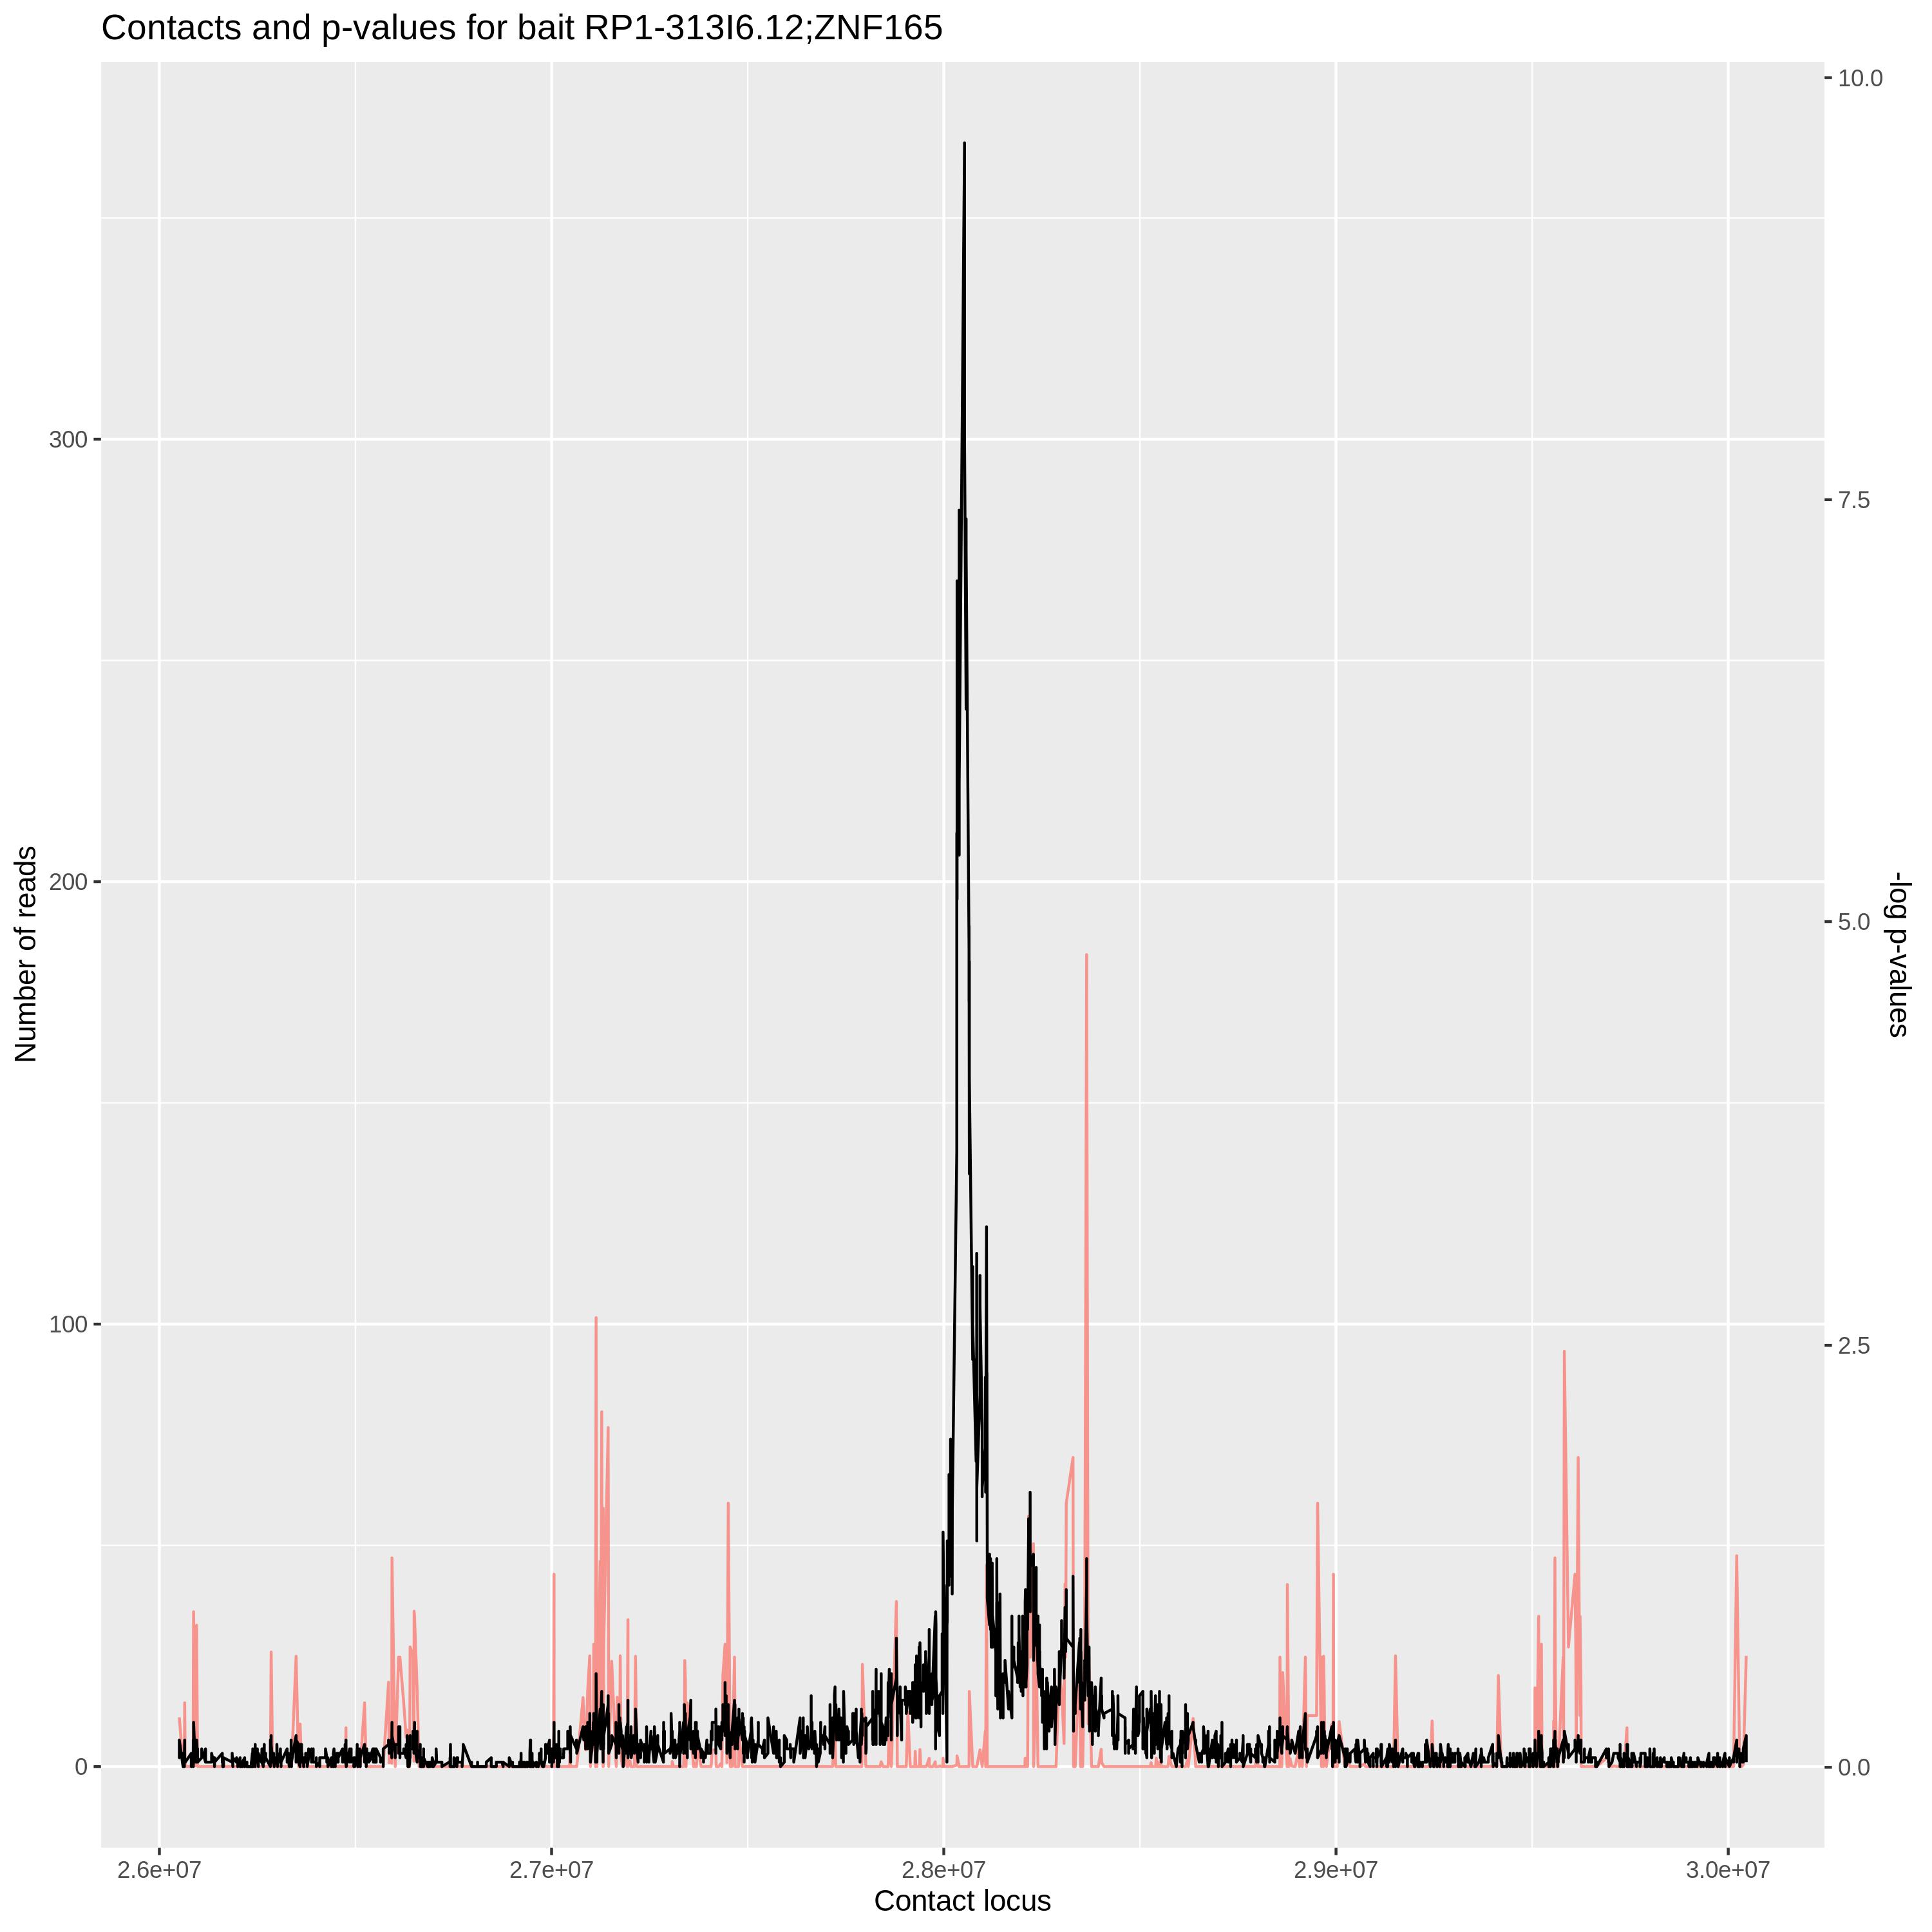 Contacts and p-values for bait RP1-313I6.12;ZNF165
10.0
300
7.5
Number of reads
200
5.0
-log p-values
100
2.5
0
0.0
2.6e+07
2.7e+07
2.8e+07
2.9e+07
3.0e+07
Contact locus